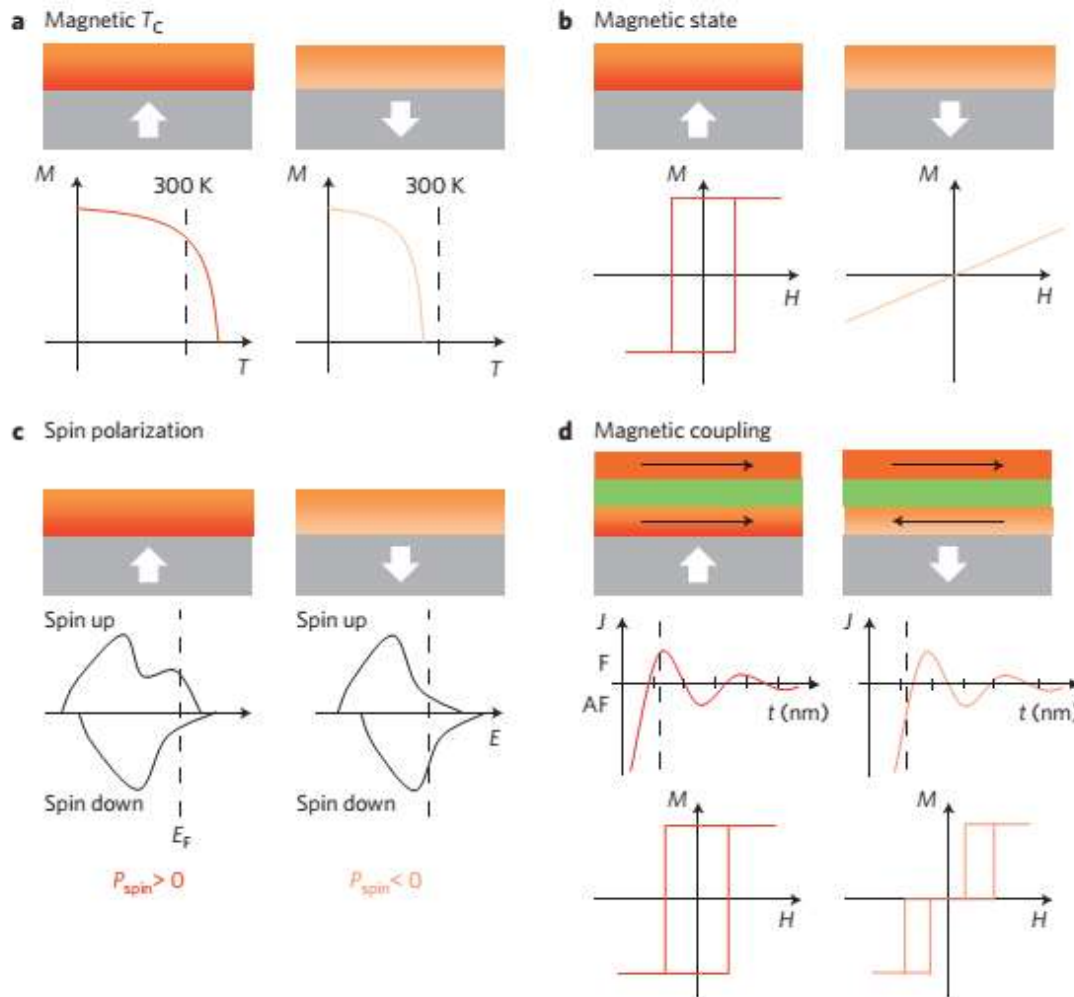 a Magnetic T_C
M
300 K
T
M
300 K
T
b Magnetic state
M
H
M
H
c Spin polarization
Spin up
Spin down
E_F
P_spin > 0
Spin up
E
Spin down
P_spin < 0
d Magnetic coupling
J
F
AF
t (nm)
J
t (nm)
M
H
M
H